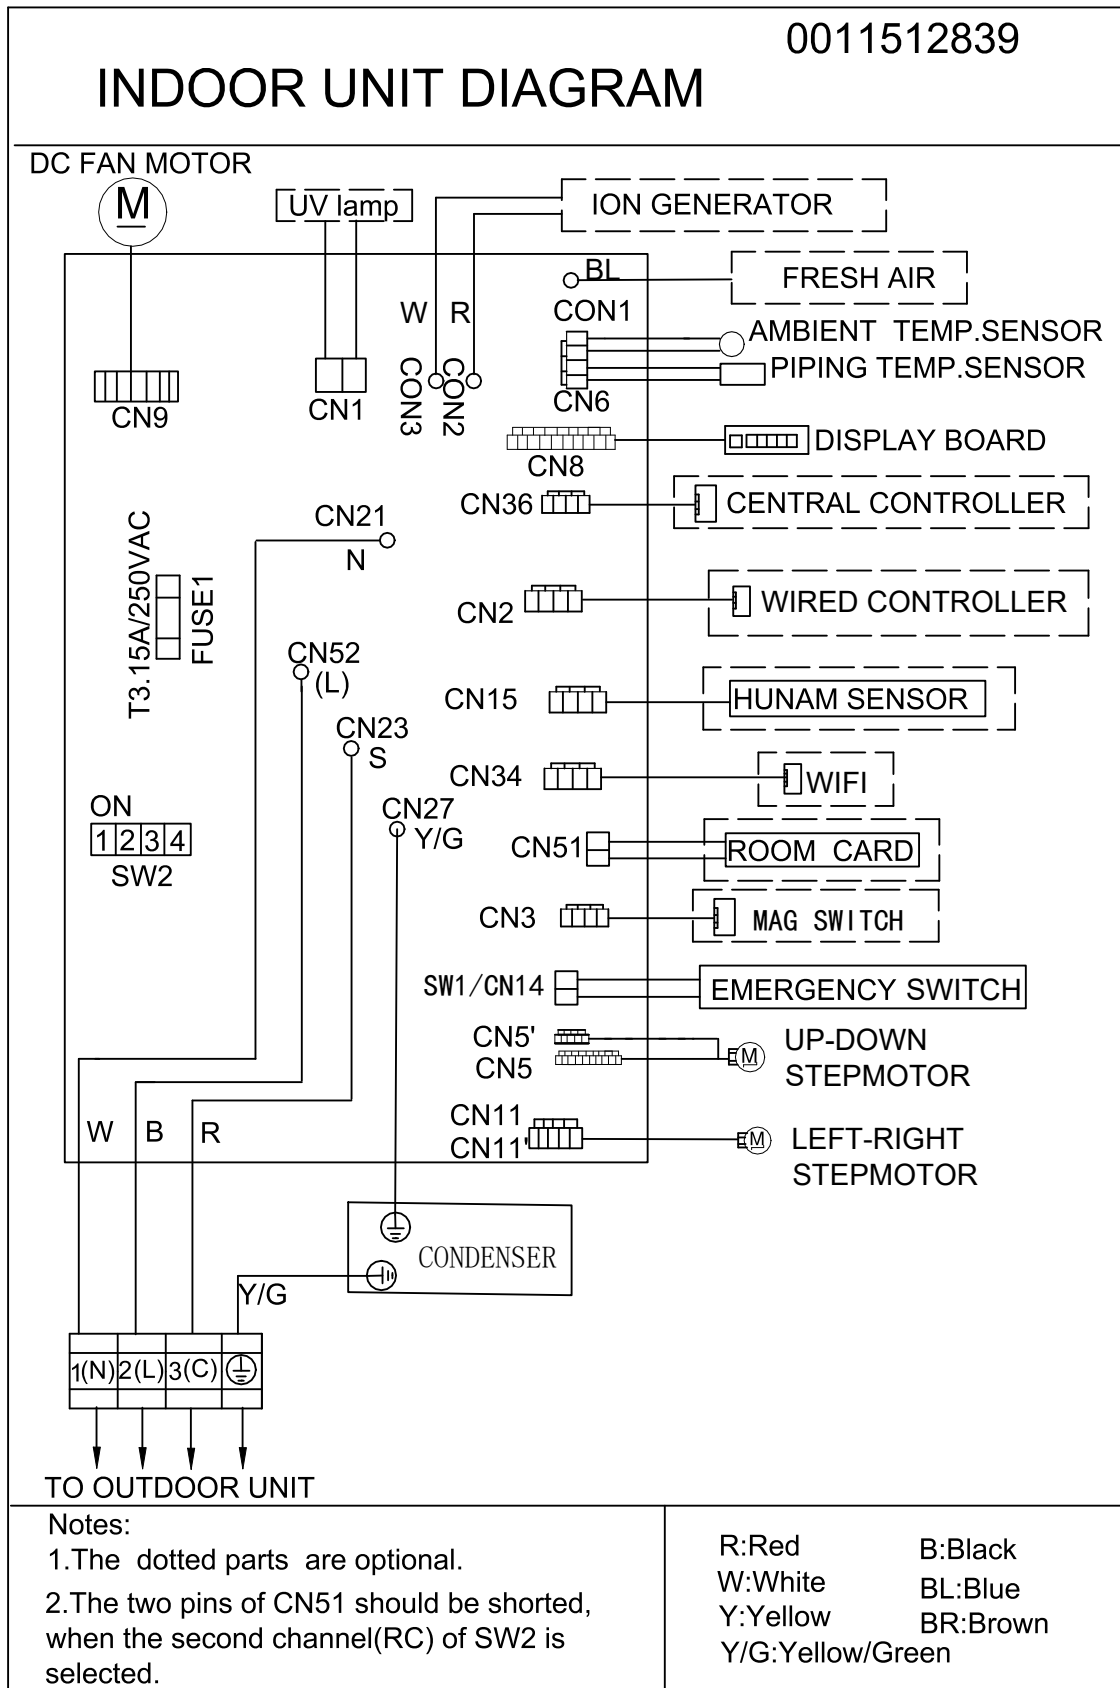 0011512839
INDOOR UNIT DIAGRAM
DC FAN MOTOR
M
UV lamp
ION GENERATOR
BL
FRESH AIR
W
R
CON1
AMBIENT TEMP.SENSOR
PIPING TEMP.SENSOR
CN9
CN1
CON3
CON2
CN6
DISPLAY BOARD
CN8
CN36
CENTRAL CONTROLLER
CN21
N
T3.15A/250VAC
FUSE1
CN2
WIRED CONTROLLER
CN52
(L)
CN15
HUNAM SENSOR
CN23
S
CN34
WIFI
ON
1 2 3 4
SW2
CN27
Y/G
CN51
ROOM CARD
CN3
MAG SWITCH
SW1/CN14
EMERGENCY SWITCH
CN5'
CN5
M
UP-DOWN
STEPMOTOR
W
B
R
CN11
CN11'
M
LEFT-RIGHT
STEPMOTOR
CONDENSER
Y/G
1(N) 2(L) 3(C)
TO OUTDOOR UNIT
Notes:
1.The dotted parts are optional.
2.The two pins of CN51 should be shorted,
when the second channel(RC) of SW2 is
selected.
R:Red
B:Black
W:White
BL:Blue
Y:Yellow
BR:Brown
Y/G:Yellow/Green